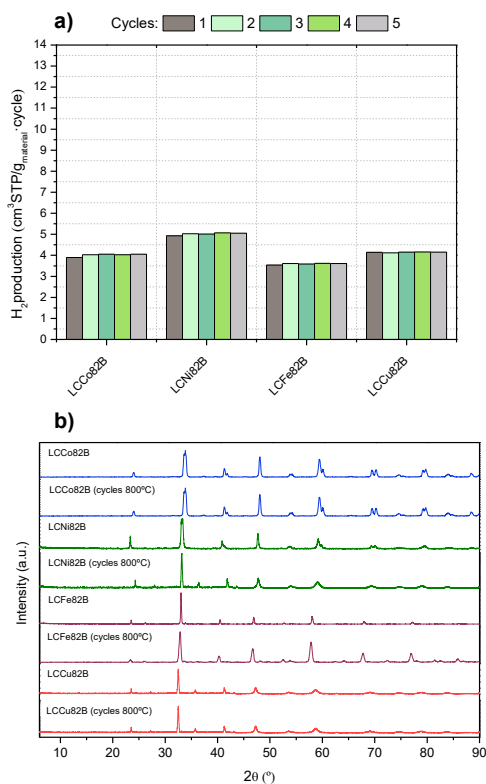 a)
Cycles: 1 2 3 4 5
14
13
12
11
10
9
8
7
6
5
4
3
2
1
0
H2 production (cm3STP/gmaterial·cycle)
LCCo82B LCNi82B LCFe82B LCCu82B
b)
LCCo82B
LCCo82B (cycles 800ºC)
LCNi82B
LCNi82B (cycles 800ºC)
LCFe82B
LCFe82B (cycles 800ºC)
LCCu82B
LCCu82B (cycles 800ºC)
Intensity (a.u.)
10 20 30 40 50 60 70 80 90
2θ (º)